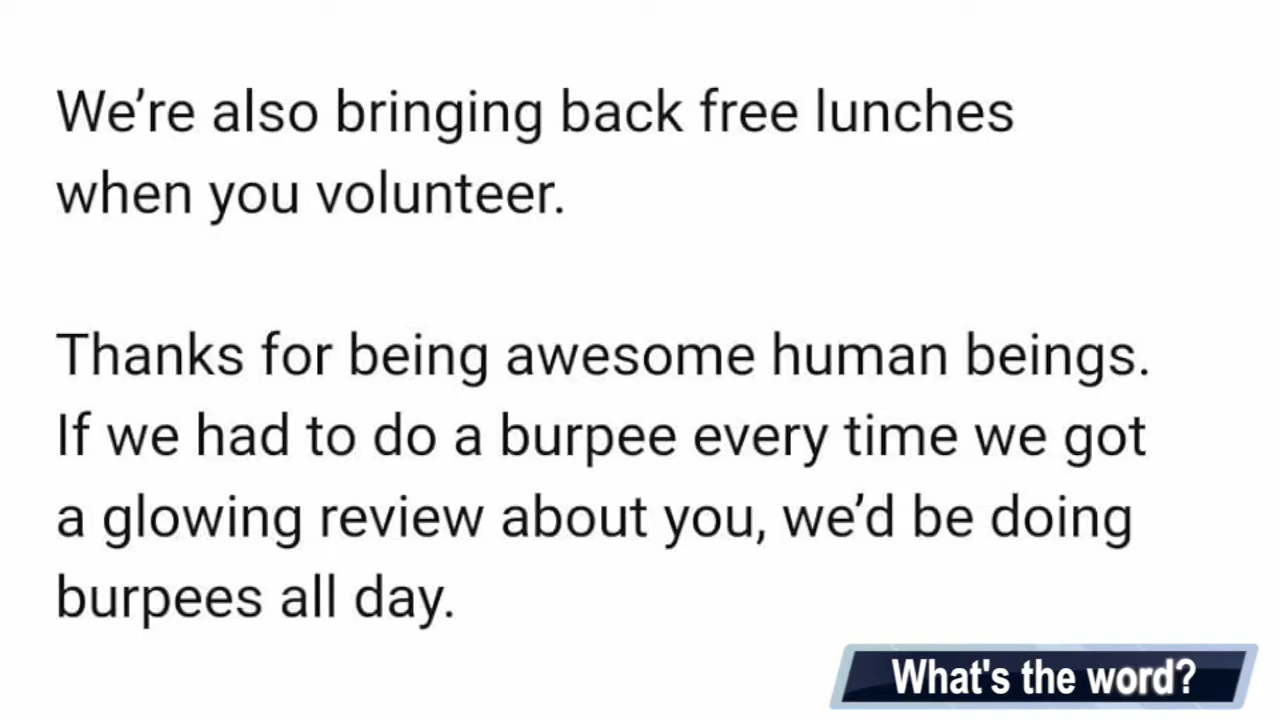 We’re also bringing back free lunches
when you volunteer.
Thanks for being awesome human beings.
If we had to do a burpee every time we got
a glowing review about you, we’d be doing
burpees all day.
What's the word?